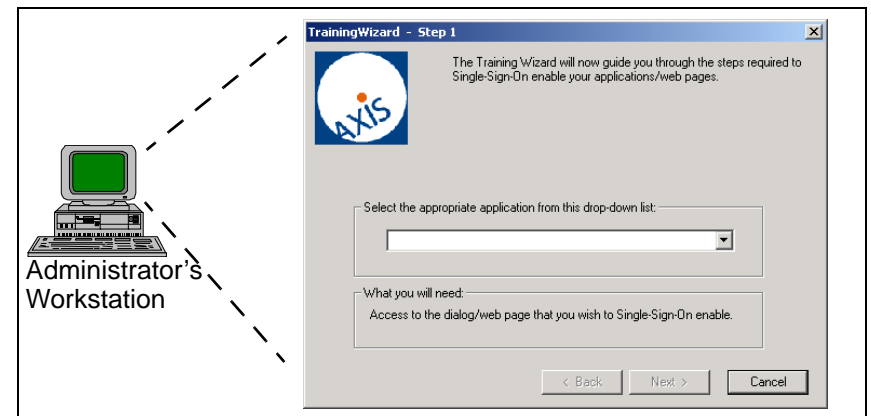 TrainingWizard - Step 1
The Training Wizard will now guide you through the steps required to
Single-Sign-On enable your applications/web pages.
AXIS
Select the appropriate application from this drop-down list:
What you will need:
Access to the dialog/web page that you wish to Single-Sign-On enable.
< Back
Next >
Cancel
Administrator's
Workstation